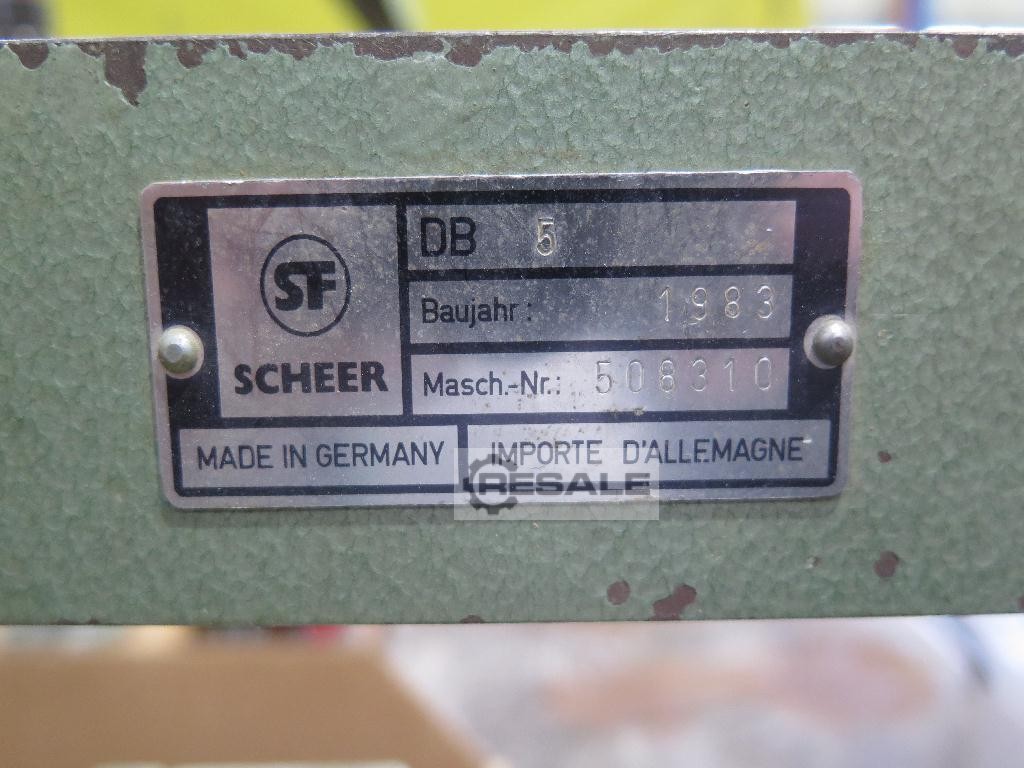 SF
SCHEER
DB 5
Baujahr: 1983
Masch.-Nr.: 508310
MADE IN GERMANY
IMPORTE D'ALLEMAGNE
RESALE